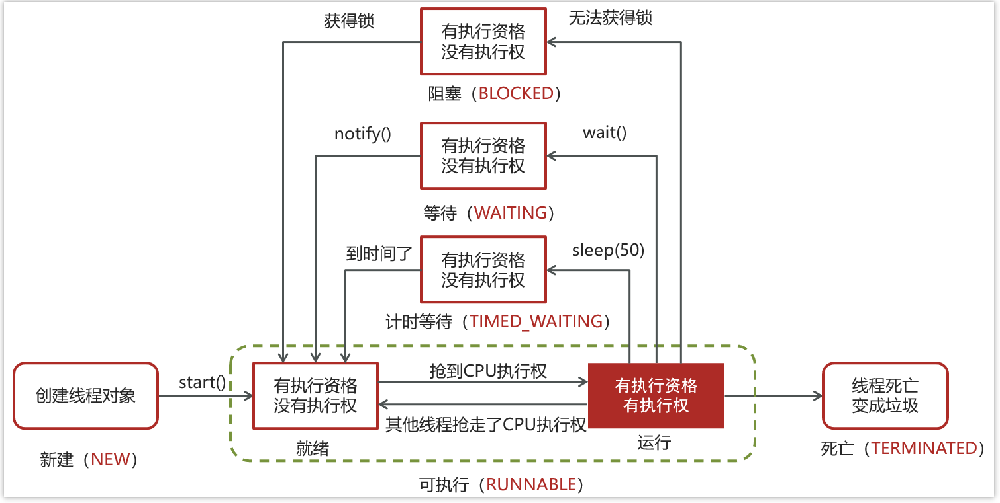 获得锁
有执行资格
没有执行权
无法获得锁
阻塞（BLOCKED）
notify()
有执行资格
没有执行权
wait()
等待（WAITING）
到时间了
有执行资格
没有执行权
sleep(50)
计时等待（TIMED_WAITING）
创建线程对象
start()
有执行资格
没有执行权
抢到CPU执行权
其他线程抢走了CPU执行权
有执行资格
有执行权
线程死亡
变成垃圾
新建（NEW）
就绪
运行
死亡（TERMINATED）
可执行（RUNNABLE）